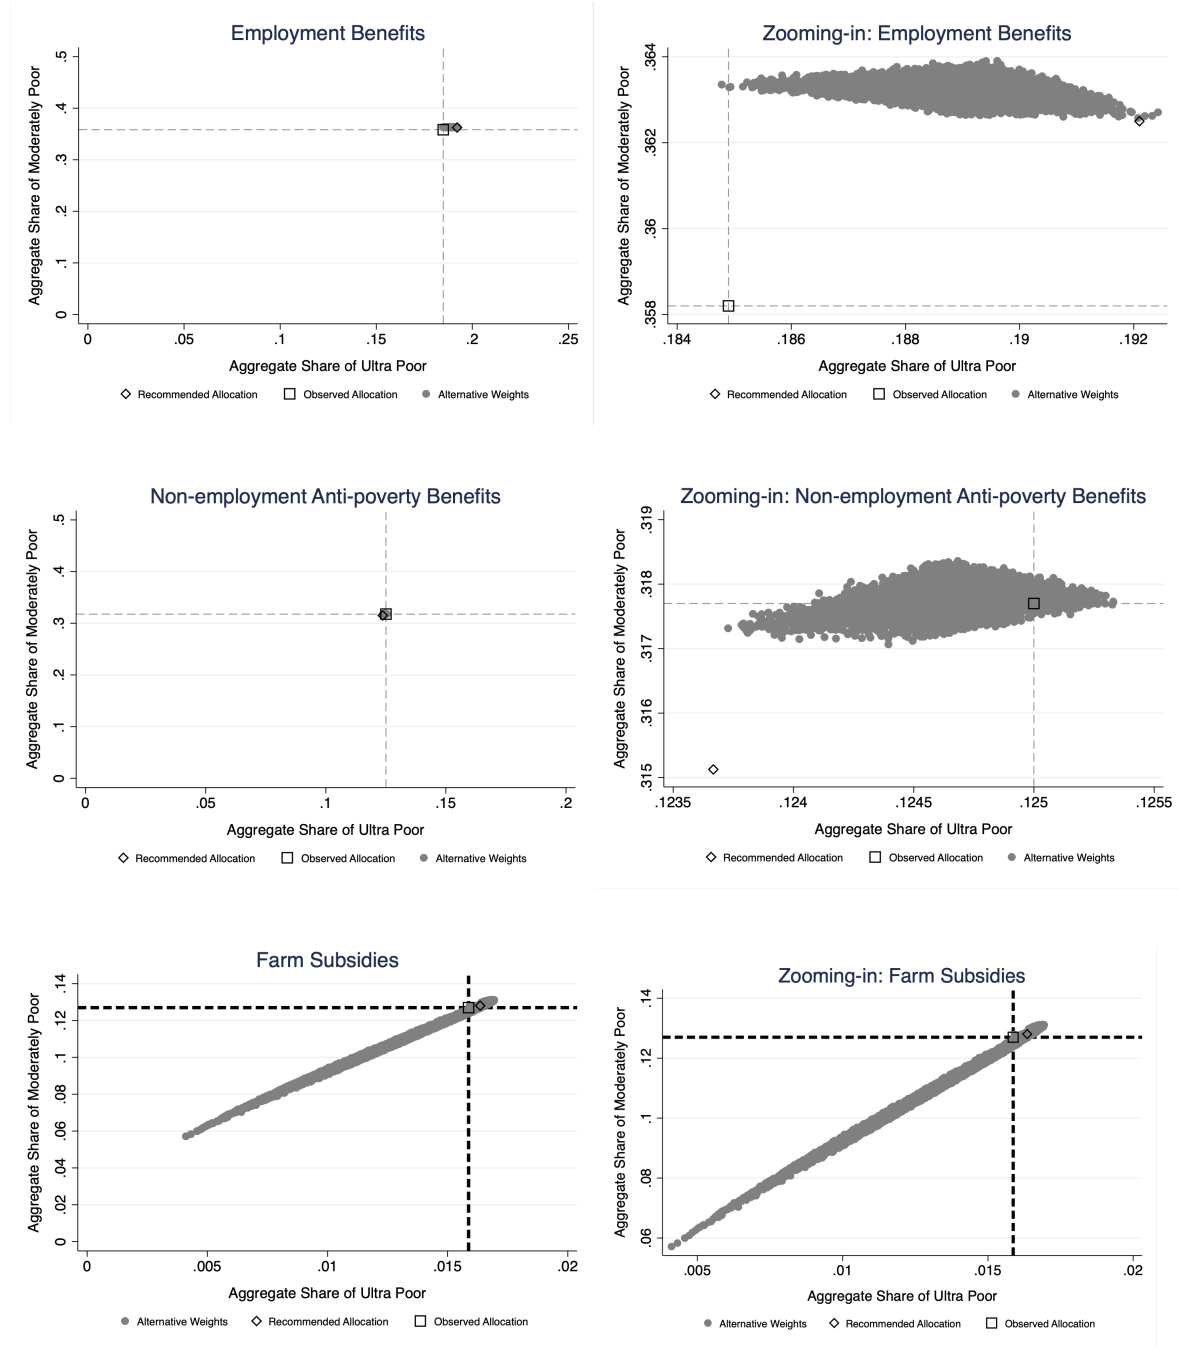 Employment Benefits
Aggregate Share of Moderately Poor
.5
.4
.3
.2
.1
0
0 .05 .1 .15 .2 .25
Aggregate Share of Ultra Poor
Recommended Allocation Observed Allocation Alternative Weights
Zooming-in: Employment Benefits
Aggregate Share of Moderately Poor
.364
.362
.36
.358
.184 .186 .188 .19 .192
Aggregate Share of Ultra Poor
Recommended Allocation Observed Allocation Alternative Weights
Non-employment Anti-poverty Benefits
Aggregate Share of Moderately Poor
.5
.4
.3
.2
.1
0
0 .05 .1 .15 .2
Aggregate Share of Ultra Poor
Recommended Allocation Observed Allocation Alternative Weights
Zooming-in: Non-employment Anti-poverty Benefits
Aggregate Share of Moderately Poor
.319
.318
.317
.316
.315
.1235 .124 .1245 .125 .1255
Aggregate Share of Ultra Poor
Recommended Allocation Observed Allocation Alternative Weights
Farm Subsidies
Aggregate Share of Moderately Poor
.14
.12
.1
.08
.06
.04
.02
0
0 .005 .01 .015 .02
Aggregate Share of Ultra Poor
Alternative Weights Recommended Allocation Observed Allocation
Zooming-in: Farm Subsidies
Aggregate Share of Moderately Poor
.14
.12
.1
.08
.06
.005 .01 .015 .02
Aggregate Share of Ultra Poor
Alternative Weights Recommended Allocation Observed Allocation